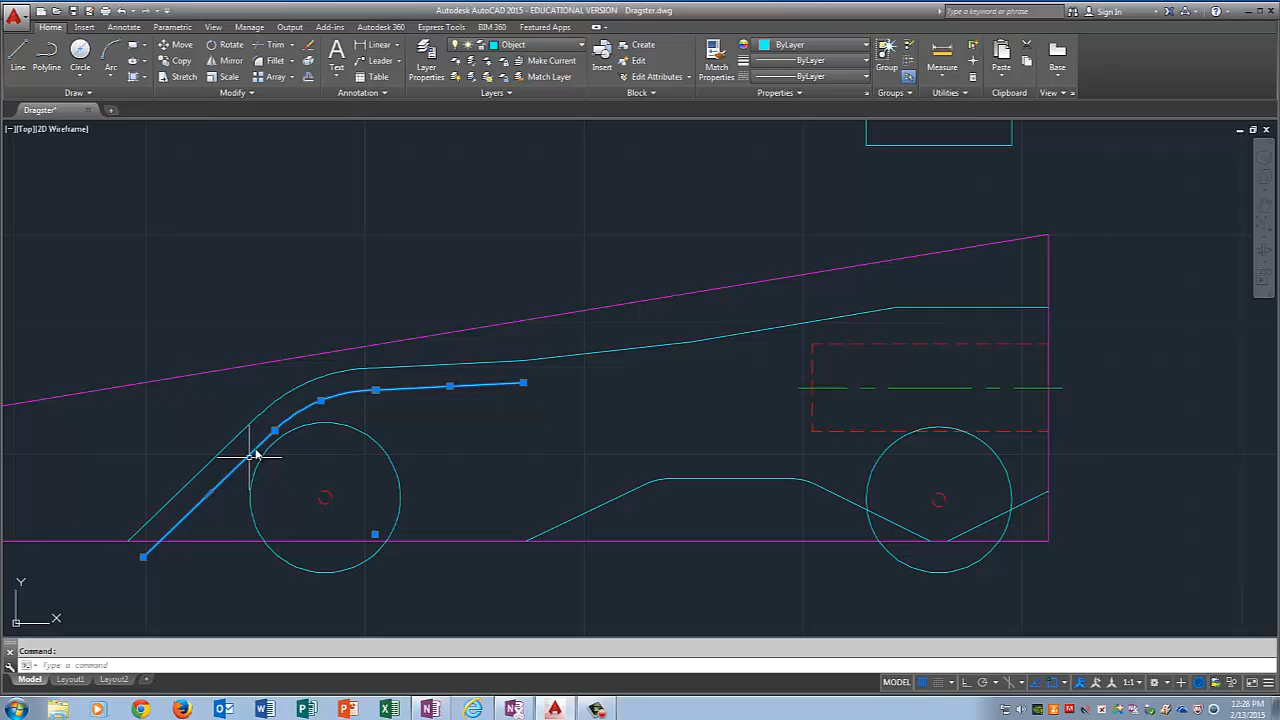 Autodesk AutoCAD 2015 - EDUCATIONAL VERSION Dragster.dwg
Type a keyword or phrase
Sign In
Home Insert Annotate Parametric View Manage Output Add-ins Autodesk 360 Express Tools BIM 360 Featured Apps
Line Polyline Circle Arc
Move Rotate Trim
Copy Mirror Fillet
Stretch Scale Array
Text Linear
Leader
Table
Layer Properties
Object
Make Current
Match Layer
Insert Create
Edit
Edit Attributes
Match Properties
ByLayer
ByLayer
ByLayer
Group Measure Paste Base
Draw Modify Annotation Layers Block Properties Groups Utilities Clipboard View
Dragster*
[−][Top][2D Wireframe]
Y
X
Command:
Type a command
Model Layout1 Layout2
MODEL 1:1
12:28 PM
2/13/2015